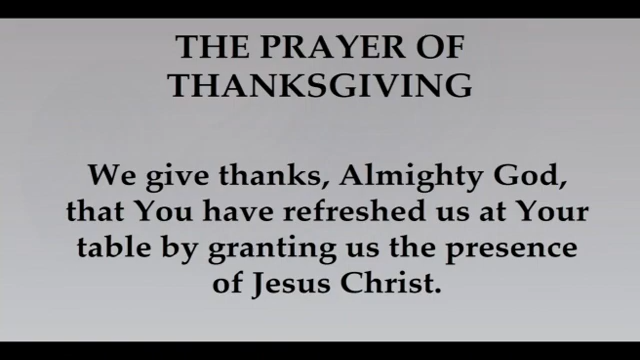 THE PRAYER OF
THANKSGIVING
We give thanks, Almighty God,
that You have refreshed us at Your
table by granting us the presence
of Jesus Christ.